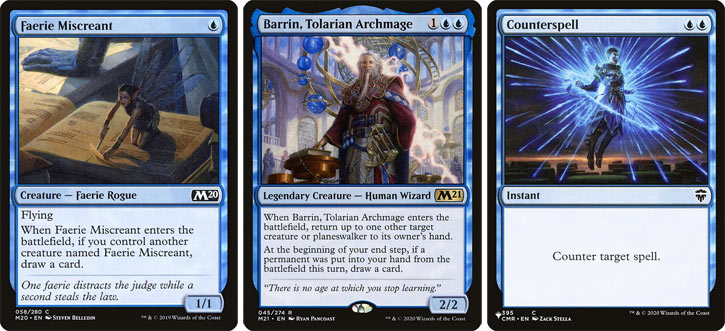 Faerie Miscreant
Creature — Faerie Rogue
M20
Flying
When Faerie Miscreant enters the
battlefield, if you control another
creature named Faerie Miscreant,
draw a card.
One faerie distracts the judge while a
second steals the law.
1/1
058/280 C
M20 • EN Steven Belledin
™ & © 2019 Wizards of the Coast
Barrin, Tolarian Archmage 1
Legendary Creature — Human Wizard
M21
When Barrin, Tolarian Archmage enters the
battlefield, return up to one other target
creature or planeswalker to its owner's hand.
At the beginning of your end step, if a
permanent was put into your hand from the
battlefield this turn, draw a card.
"There is no age at which you stop learning."
2/2
045/274 R
M21 • EN Ryan Pancoast
™ & © 2020 Wizards of the Coast
Counterspell
Instant
Counter target spell.
395 C
CMR • EN Zack Stella
™ & © 2020 Wizards of the Coast